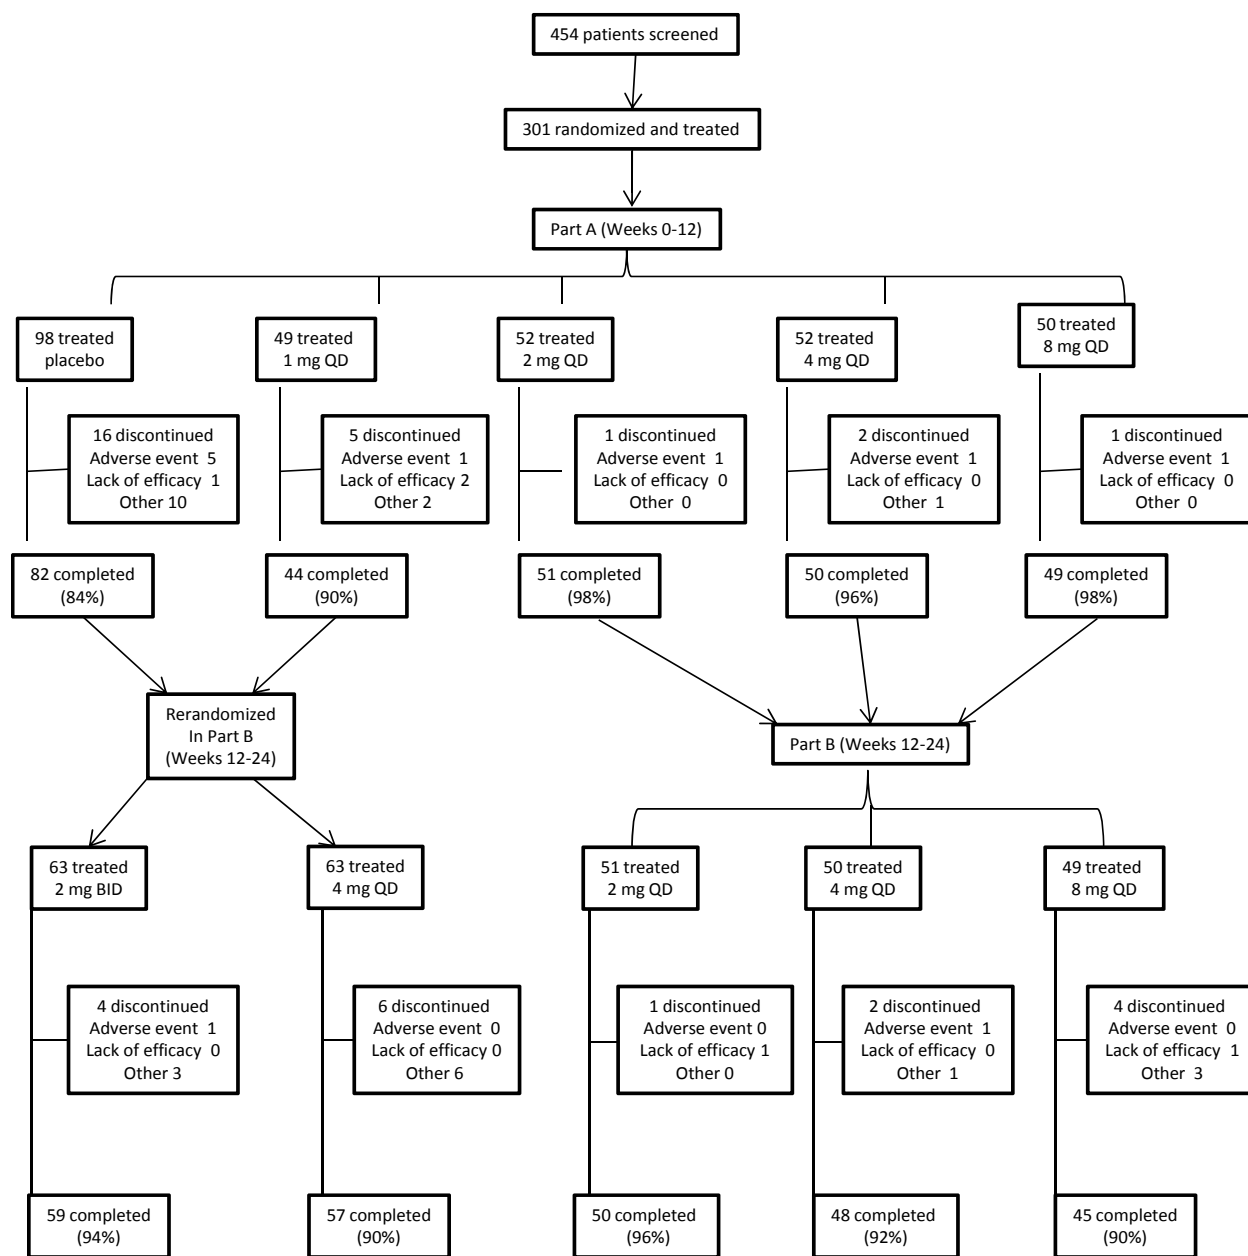 454 patients screened
301 randomized and treated
Part A (Weeks 0-12)
98 treated
placebo
49 treated
1 mg QD
52 treated
2 mg QD
52 treated
4 mg QD
50 treated
8 mg QD
16 discontinued
Adverse event 5
Lack of efficacy 1
Other 10
5 discontinued
Adverse event 1
Lack of efficacy 2
Other 2
1 discontinued
Adverse event 1
Lack of efficacy 0
Other 0
2 discontinued
Adverse event 1
Lack of efficacy 0
Other 1
1 discontinued
Adverse event 1
Lack of efficacy 0
Other 0
82 completed
(84%)
44 completed
(90%)
51 completed
(98%)
50 completed
(96%)
49 completed
(98%)
Rerandomized
In Part B
(Weeks 12-24)
Part B (Weeks 12-24)
63 treated
2 mg BID
63 treated
4 mg QD
51 treated
2 mg QD
50 treated
4 mg QD
49 treated
8 mg QD
4 discontinued
Adverse event 1
Lack of efficacy 0
Other 3
6 discontinued
Adverse event 0
Lack of efficacy 0
Other 6
1 discontinued
Adverse event 0
Lack of efficacy 1
Other 0
2 discontinued
Adverse event 1
Lack of efficacy 0
Other 1
4 discontinued
Adverse event 0
Lack of efficacy 1
Other 3
59 completed
(94%)
57 completed
(90%)
50 completed
(96%)
48 completed
(92%)
45 completed
(90%)